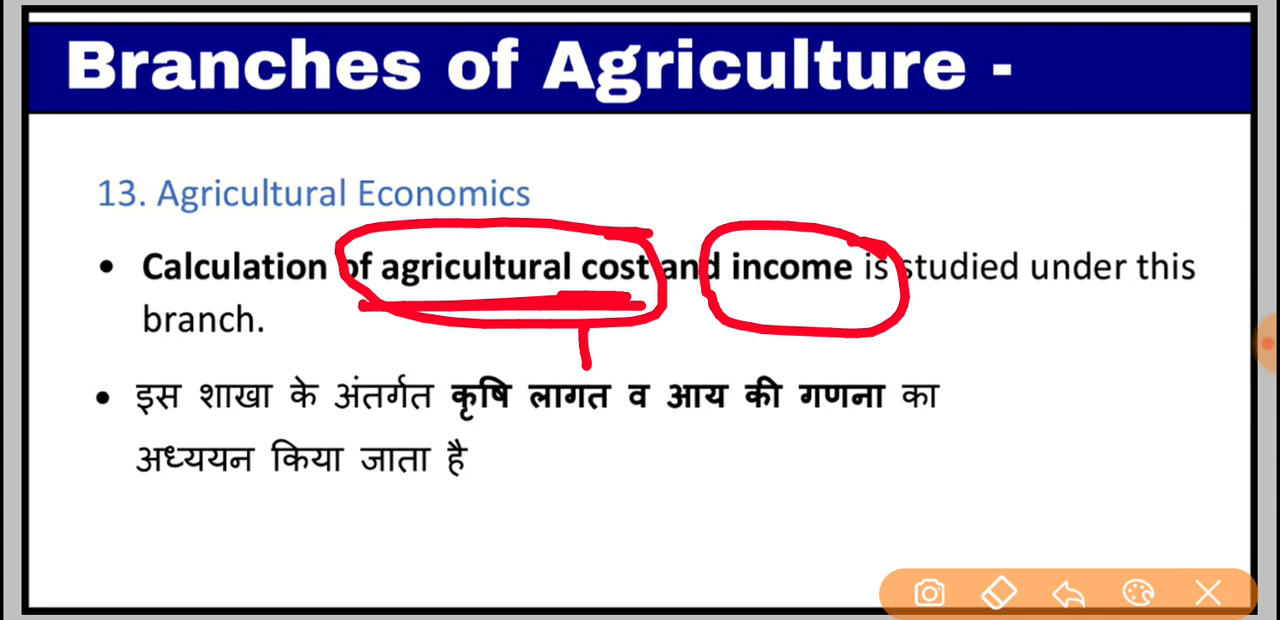 Branches of Agriculture -
13. Agricultural Economics
• Calculation of agricultural cost and income is studied under this
branch.
• इस शाखा के अंतर्गत कृषि लागत व आय की गणना का
अध्ययन किया जाता है